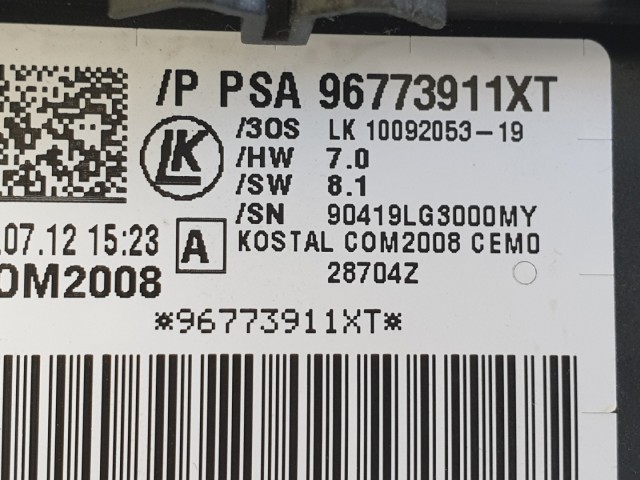 /P PSA 96773911XT
/3OS LK 10092053-19
LK
/HW 7.0
/SW 8.1
/SN 90419LG3000MY
.07.12 15:23 A KOSTAL COM2008 CEMO
28704Z
OM2008
*96773911XT*